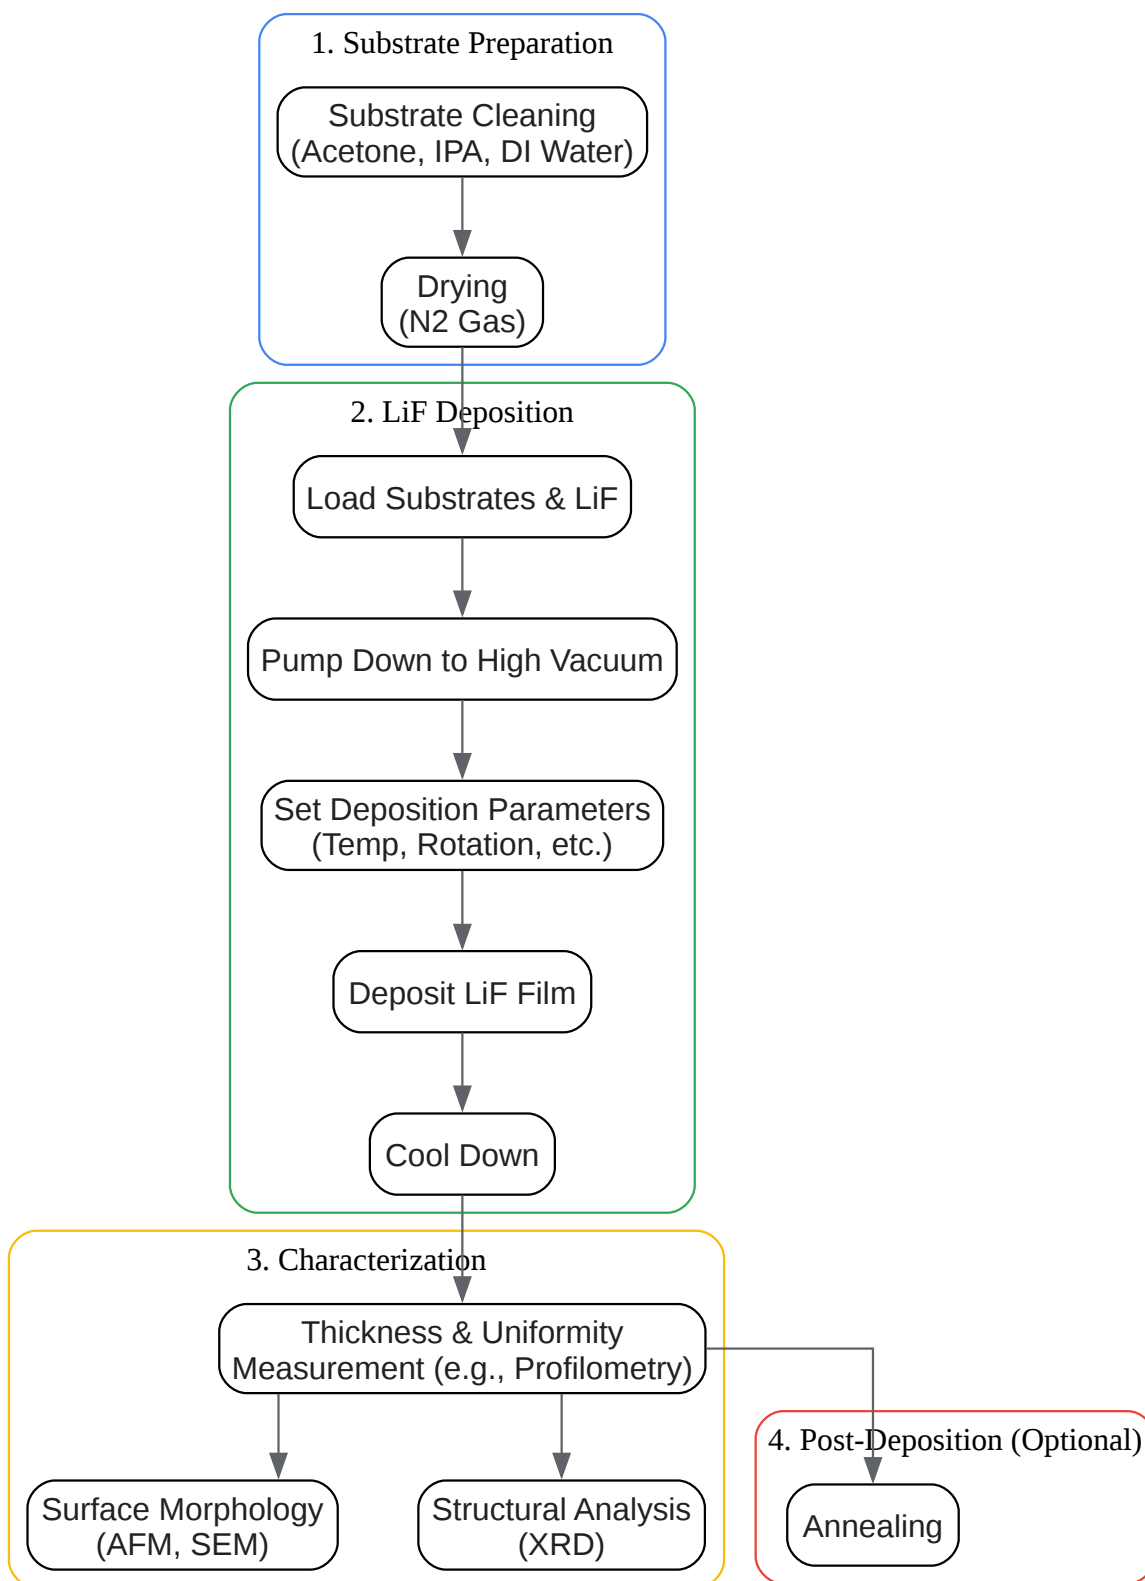 1. Substrate Preparation
Substrate Cleaning
(Acetone, IPA, DI Water)
Drying
(N2 Gas)
2. LiF Deposition
Load Substrates & LiF
Pump Down to High Vacuum
Set Deposition Parameters
(Temp, Rotation, etc.)
Deposit LiF Film
Cool Down
3. Characterization
Thickness & Uniformity
Measurement (e.g., Profilometry)
Surface Morphology
(AFM, SEM)
Structural Analysis
(XRD)
4. Post-Deposition (Optional)
Annealing